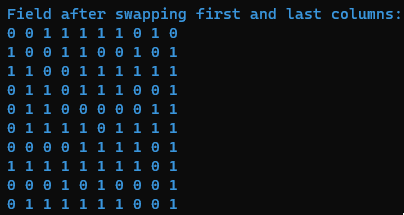 Field after swapping first and last columns:
0 0 1 1 1 1 1 0 1 0
1 0 0 1 1 0 0 1 0 1
1 1 0 0 1 1 1 1 1 1
0 1 1 0 1 1 1 0 0 1
0 1 1 0 0 0 0 0 1 1
0 1 1 1 1 0 1 1 1 1
0 0 0 0 1 1 1 1 0 1
1 1 1 1 1 1 1 1 0 1
0 0 0 1 0 1 0 0 0 1
0 1 1 1 1 1 1 0 0 1